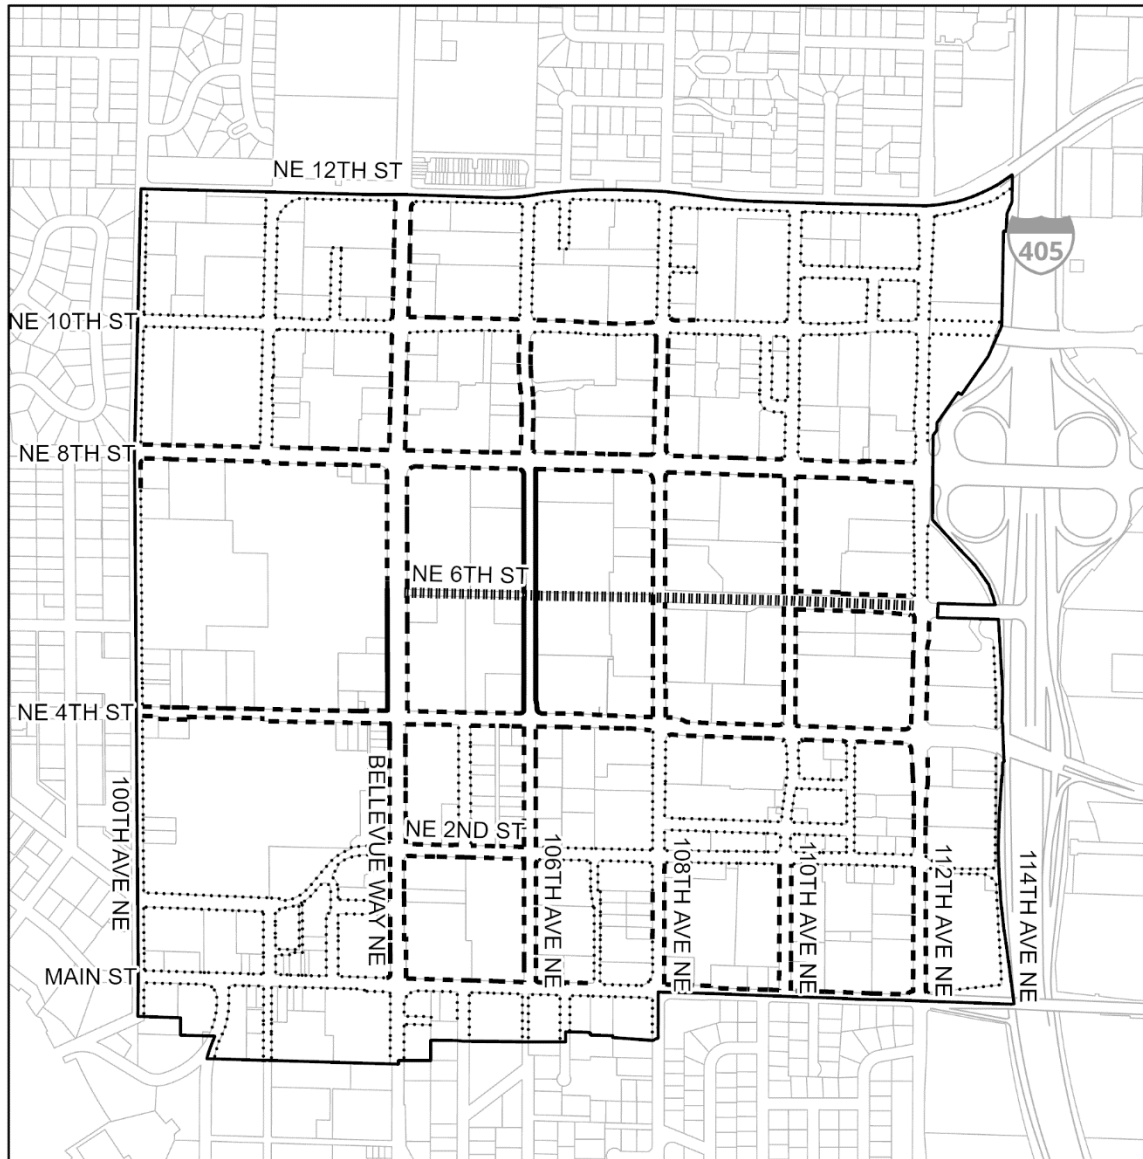 NE 12TH ST
405
NE 10TH ST
NE 8TH ST
NE 6TH ST
NE 4TH ST
100TH AVE NE
BELLEVUE WAY NE
NE 2ND ST
106TH AVE NE
108TH AVE NE
110TH AVE NE
112TH AVE NE
114TH AVE NE
MAIN ST